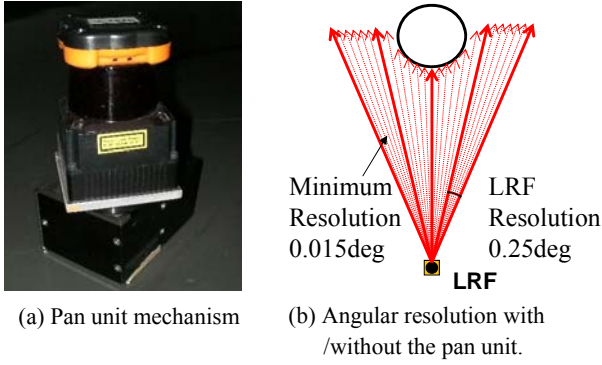 Minimum
Resolution
0.015deg
LRF
Resolution
0.25deg
LRF
(a) Pan unit mechanism
(b) Angular resolution with
/without the pan unit.